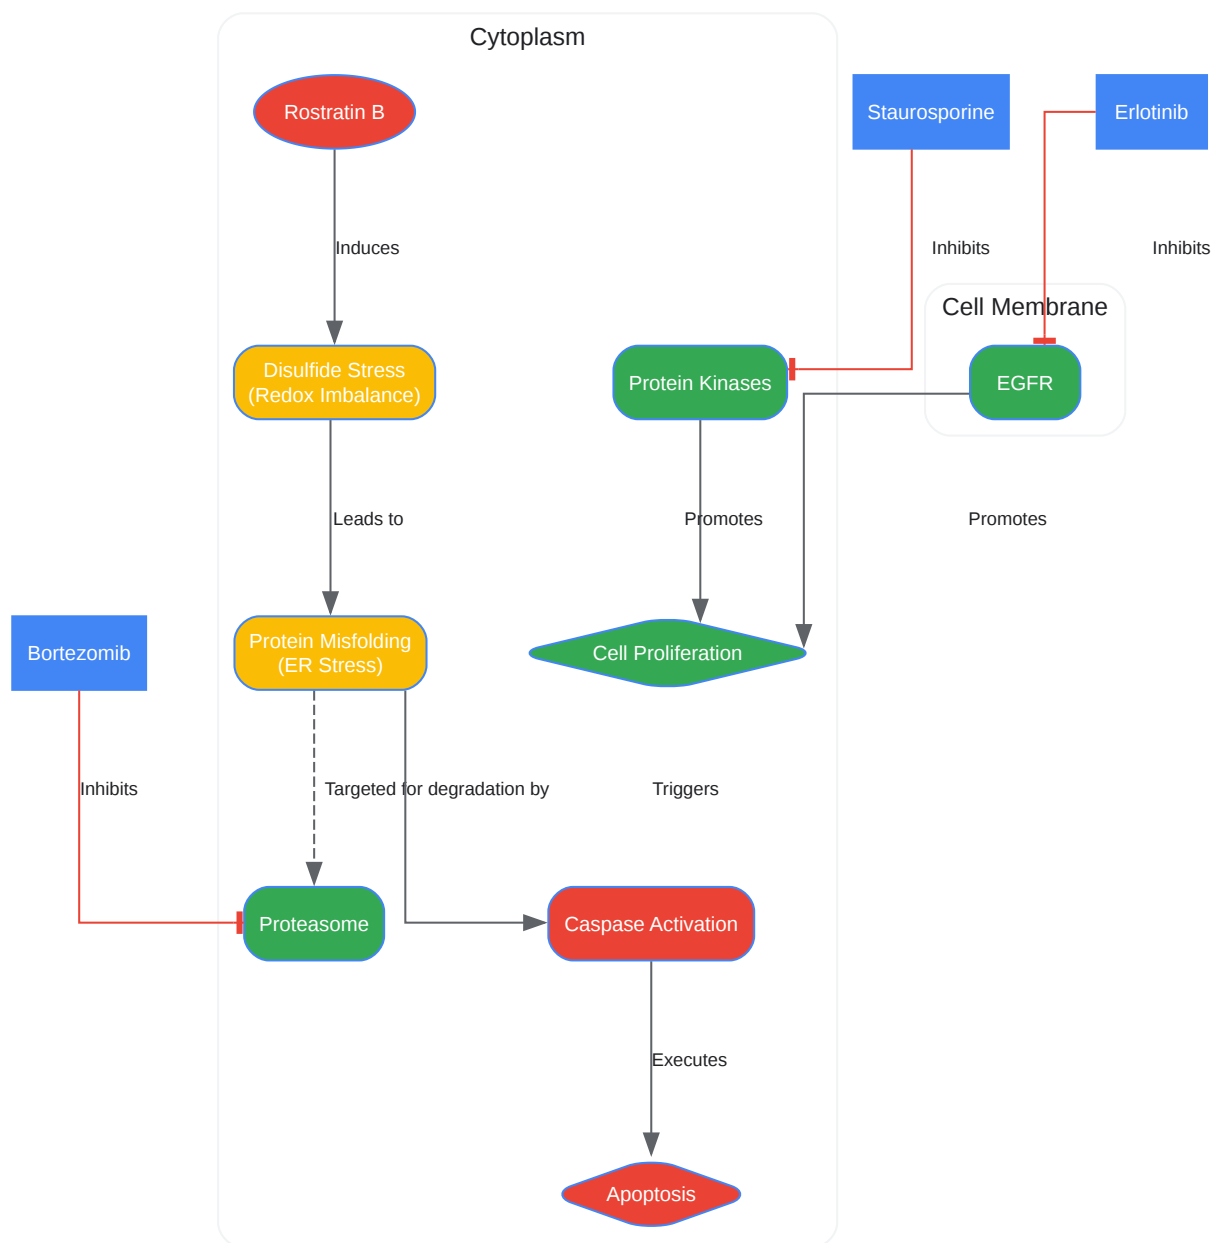 Cytoplasm
Rostratin B
Staurosporine
Erlotinib
Induces
Inhibits
Inhibits
Cell Membrane
Disulfide Stress
(Redox Imbalance)
Protein Kinases
EGFR
Leads to
Promotes
Promotes
Bortezomib
Protein Misfolding
(ER Stress)
Cell Proliferation
Inhibits
Targeted for degradation by
Triggers
Proteasome
Caspase Activation
Executes
Apoptosis